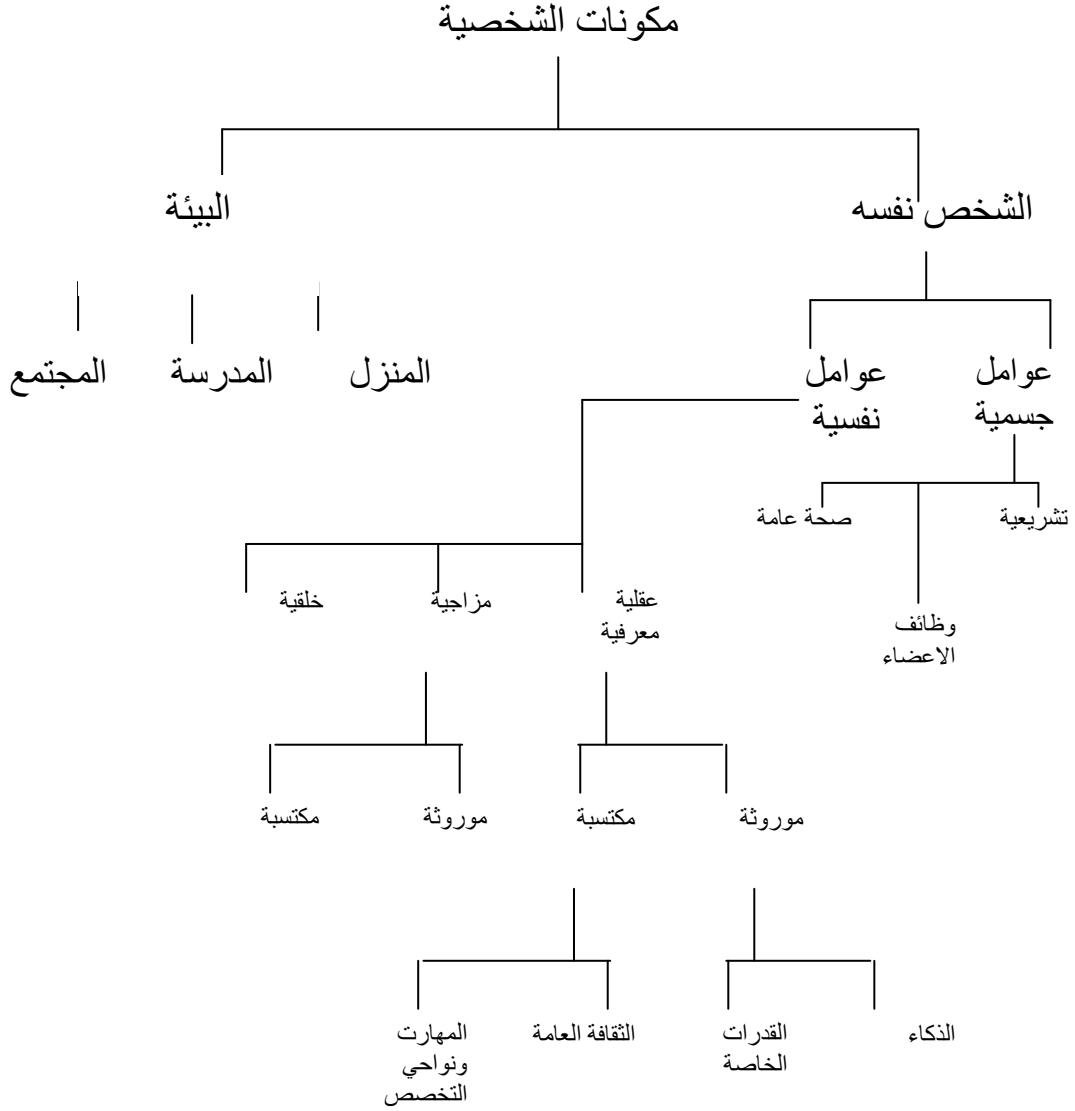 مكونات الشخصية
الشخص نفسه
البيئة
عوامل
جسمية
عوامل
نفسية
المنزل
المدرسة
المجتمع
تشريعية
صحة عامة
وظائف
الاعضاء
عقلية
معرفية
مزاجية
خلقية
موروثة
مكتسبة
موروثة
مكتسبة
الذكاء
القدرات
الخاصة
الثقافة العامة
المهارت
ونواحي
التخصص